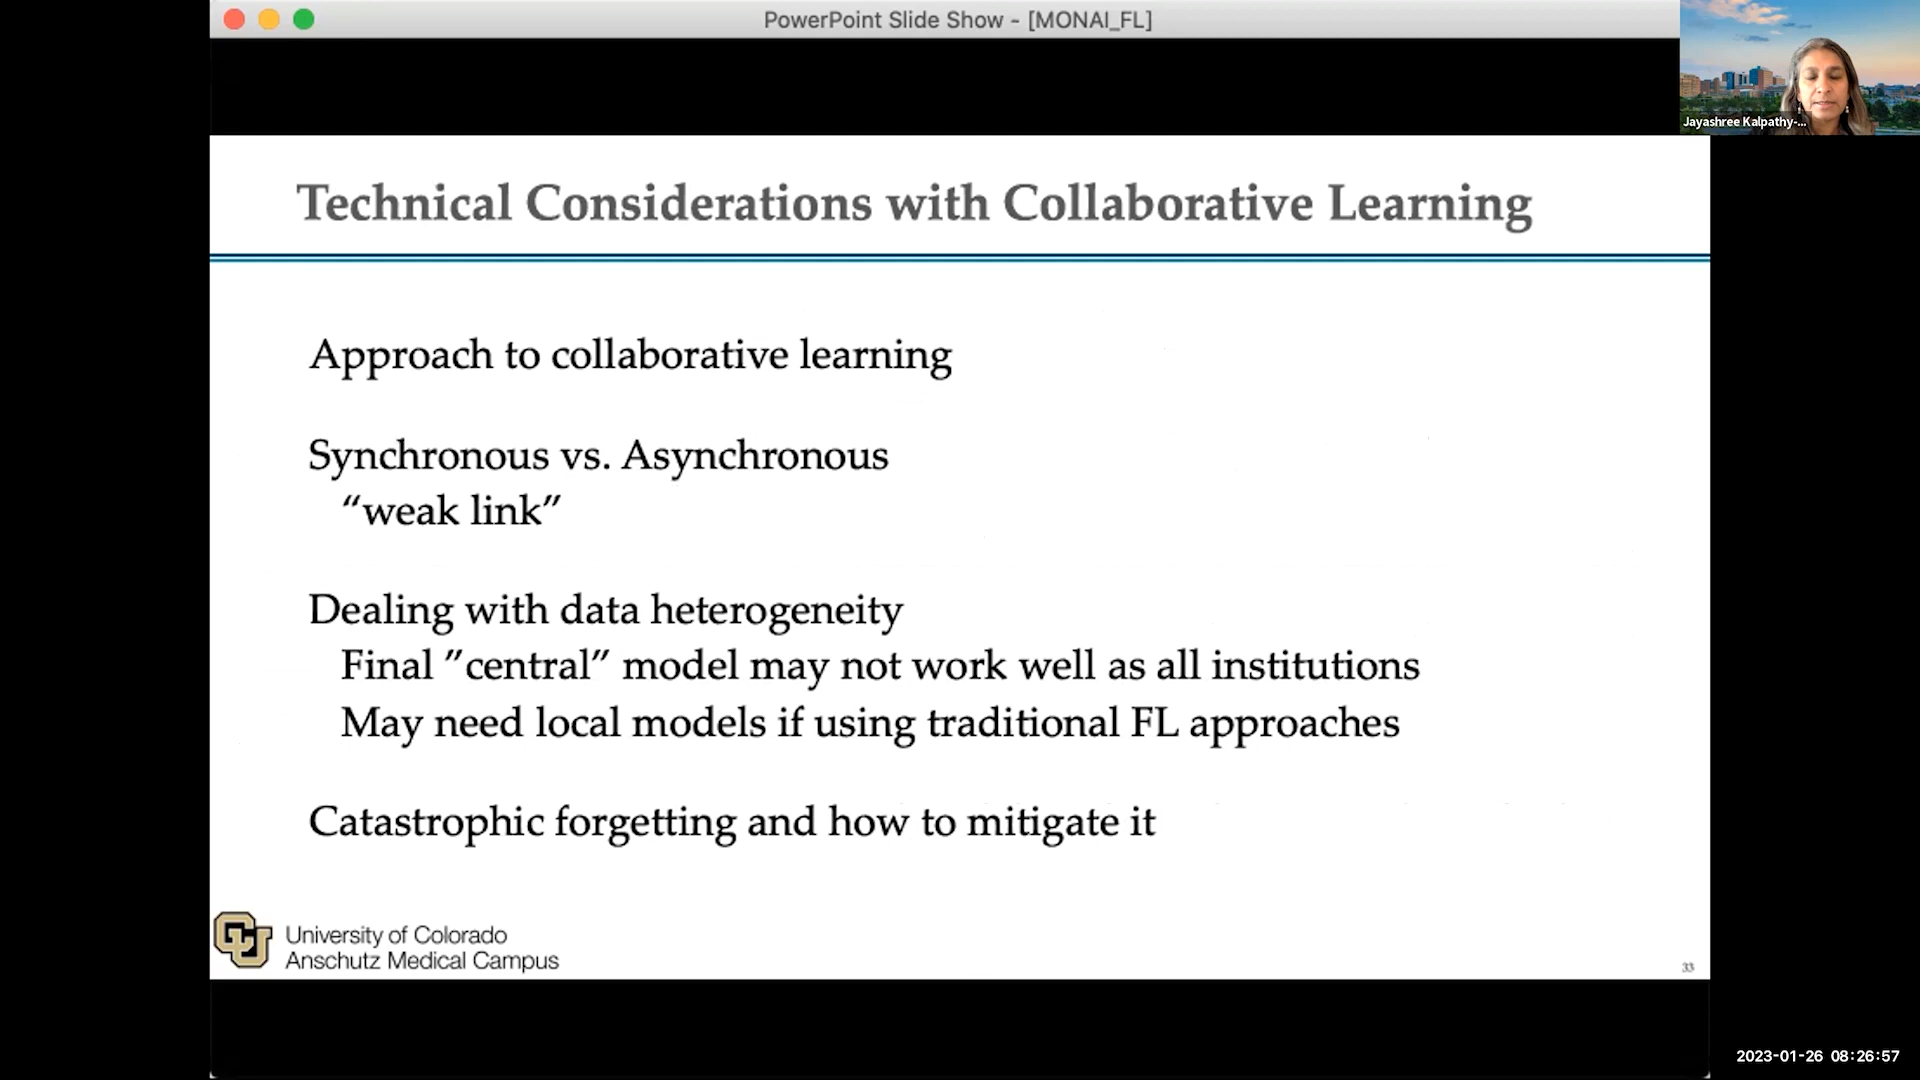 PowerPoint Slide Show - [MONAI_FL]
Jayashree Kalpathy-...
Technical Considerations with Collaborative Learning
Approach to collaborative learning
Synchronous vs. Asynchronous
“weak link”
Dealing with data heterogeneity
Final ”central” model may not work well as all institutions
May need local models if using traditional FL approaches
Catastrophic forgetting and how to mitigate it
University of Colorado
Anschutz Medical Campus
33
2023-01-26 08:26:57